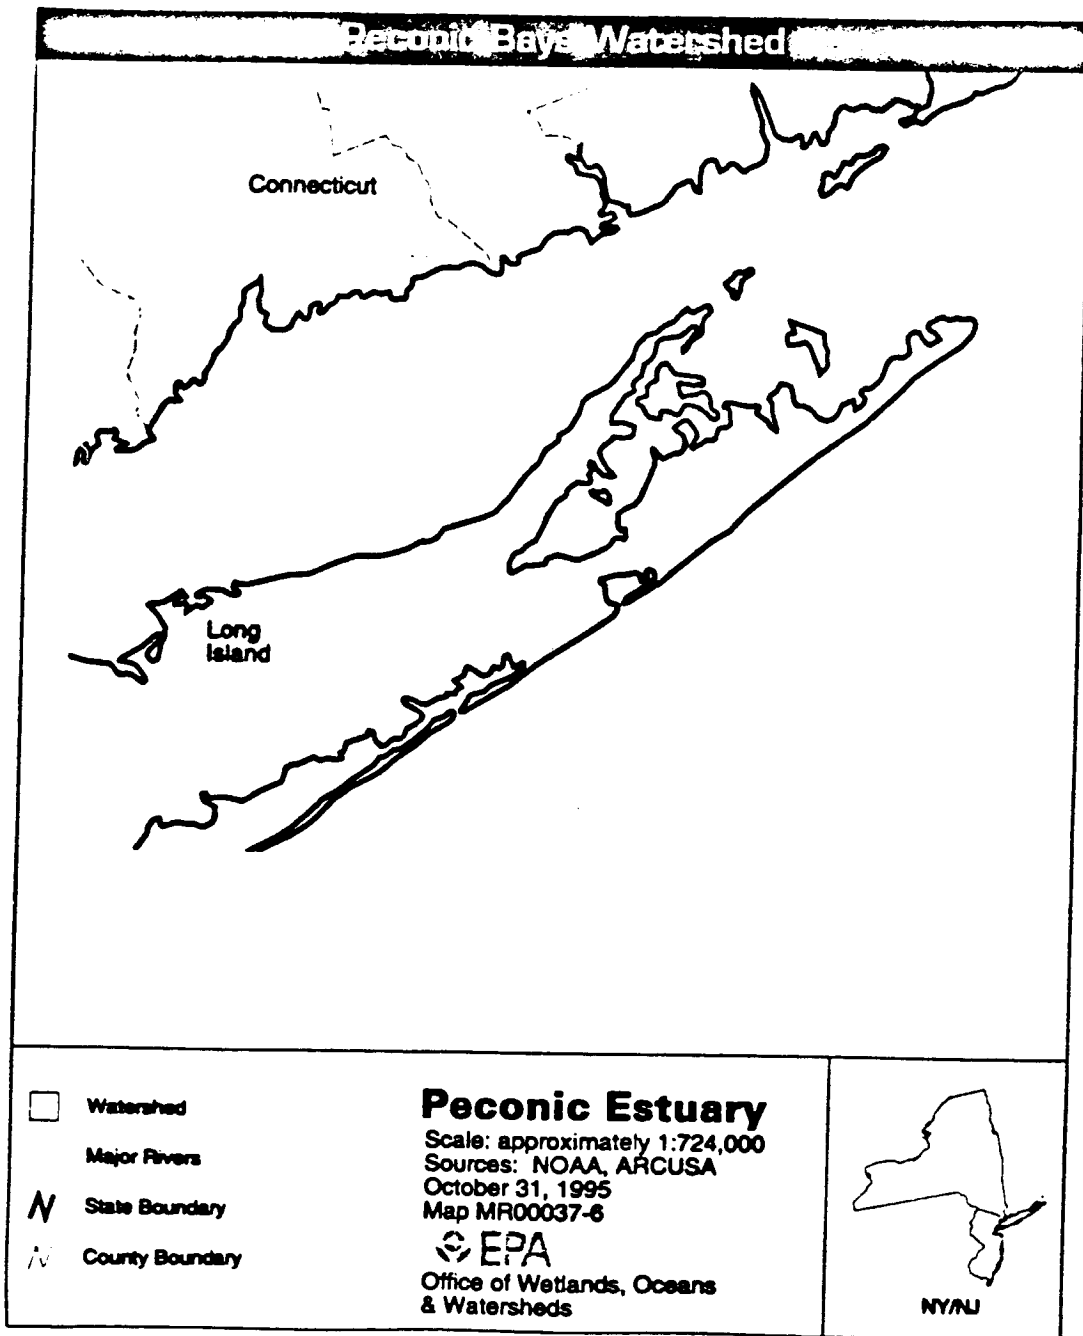 Peconic Bays Watershed
Connecticut
Long
Island
Watershed
Major Rivers
State Boundary
County Boundary
Peconic Estuary
Scale: approximately 1:724,000
Sources: NOAA, ARCUSA
October 31, 1995
Map MR00037-6
EPA
Office of Wetlands, Oceans
& Watersheds
NY/NJ